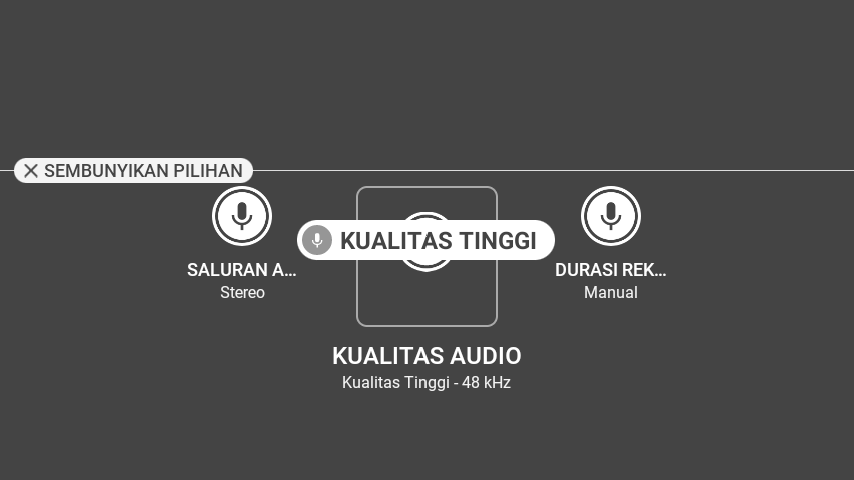 SEMBUNYIKAN PILIHAN
KUALITAS TINGGI
SALURAN A...
Stereo
DURASI REK...
Manual
KUALITAS AUDIO
Kualitas Tinggi - 48 kHz